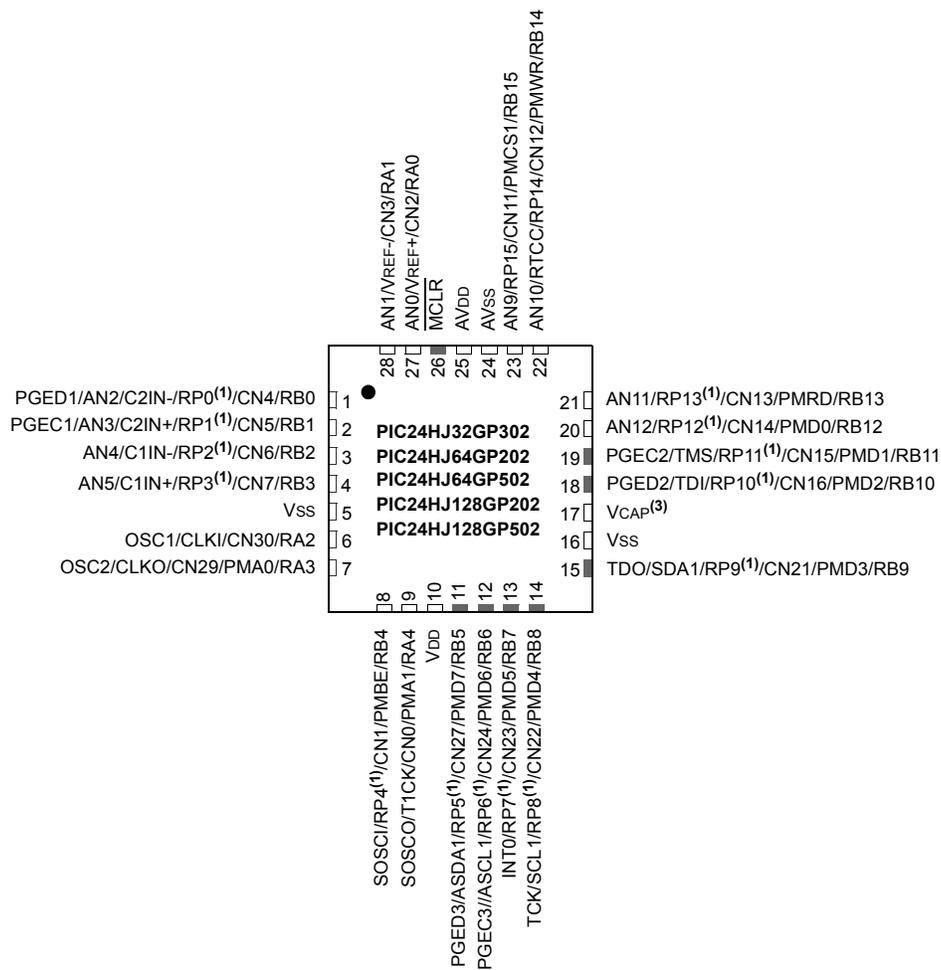 AN1/VREF-/CN3/RA1
AN0/VREF+/CN2/RA0
MCLR
AVDD
AVSS
AN9/RP15/CN11/PMCS1/RB15
AN10/RTCC/RP14/CN12/PMWR/RB14
28
27
26
25
24
23
22
PGED1/AN2/C2IN-/RP0(1)/CN4/RB0 1
PGEC1/AN3/C2IN+/RP1(1)/CN5/RB1 2
AN4/C1IN-/RP2(1)/CN6/RB2 3
AN5/C1IN+/RP3(1)/CN7/RB3 4
VSS 5
OSC1/CLKI/CN30/RA2 6
OSC2/CLKO/CN29/PMA0/RA3 7
PIC24HJ32GP302
PIC24HJ64GP202
PIC24HJ64GP502
PIC24HJ128GP202
PIC24HJ128GP502
21 AN11/RP13(1)/CN13/PMRD/RB13
20 AN12/RP12(1)/CN14/PMD0/RB12
19 PGEC2/TMS/RP11(1)/CN15/PMD1/RB11
18 PGED2/TDI/RP10(1)/CN16/PMD2/RB10
17 VCAP(3)
16 VSS
15 TDO/SDA1/RP9(1)/CN21/PMD3/RB9
8
9
10
11
12
13
14
SOSCI/RP4(1)/CN1/PMBE/RB4
SOSCO/T1CK/CN0/PMA1/RA4
VDD
PGED3/ASDA1/RP5(1)/CN27/PMD7/RB5
PGEC3//ASCL1/RP6(1)/CN24/PMD6/RB6
INT0/RP7(1)/CN23/PMD5/RB7
TCK/SCL1/RP8(1)/CN22/PMD4/RB8